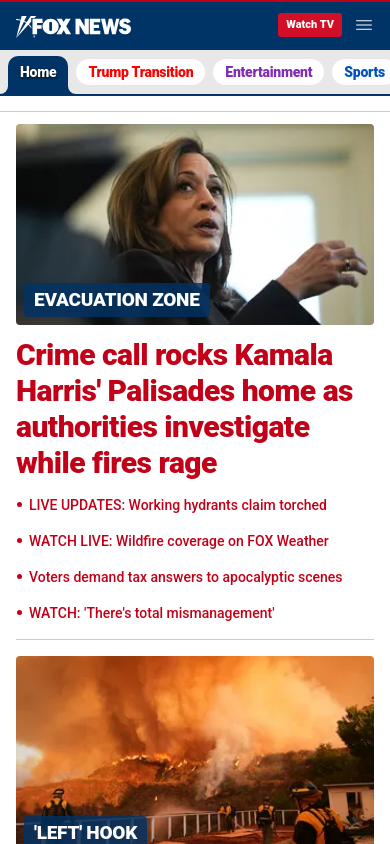 FOX NEWS
Watch TV
Home
Trump Transition
Entertainment
Sports
EVACUATION ZONE
Crime call rocks Kamala
Harris' Palisades home as
authorities investigate
while fires rage
• LIVE UPDATES: Working hydrants claim torched
• WATCH LIVE: Wildfire coverage on FOX Weather
• Voters demand tax answers to apocalyptic scenes
• WATCH: 'There's total mismanagement'
'LEFT' HOOK